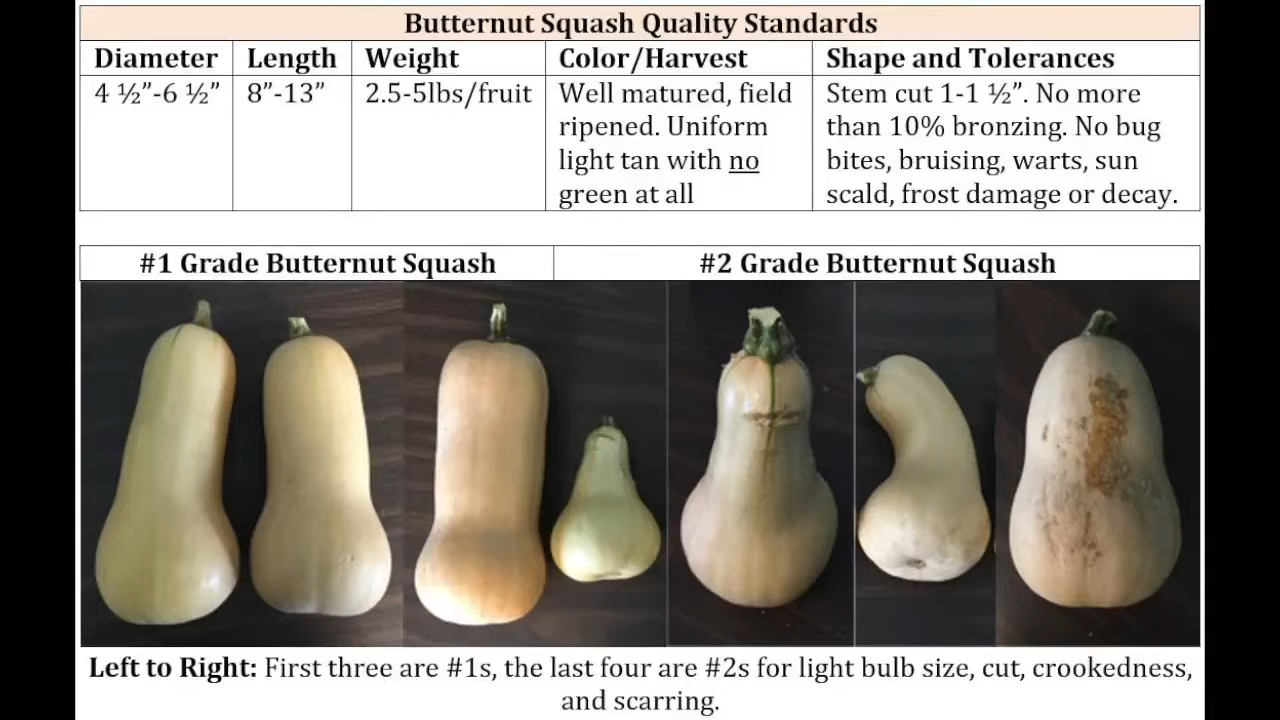 Butternut Squash Quality Standards
Diameter Length Weight Color/Harvest Shape and Tolerances
4 ½”-6 ½” 8”-13” 2.5-5lbs/fruit Well matured, field Stem cut 1-1 ½”. No more
ripened. Uniform than 10% bronzing. No bug
light tan with no bites, bruising, warts, sun
green at all scald, frost damage or decay.
#1 Grade Butternut Squash #2 Grade Butternut Squash
Left to Right: First three are #1s, the last four are #2s for light bulb size, cut, crookedness,
and scarring.